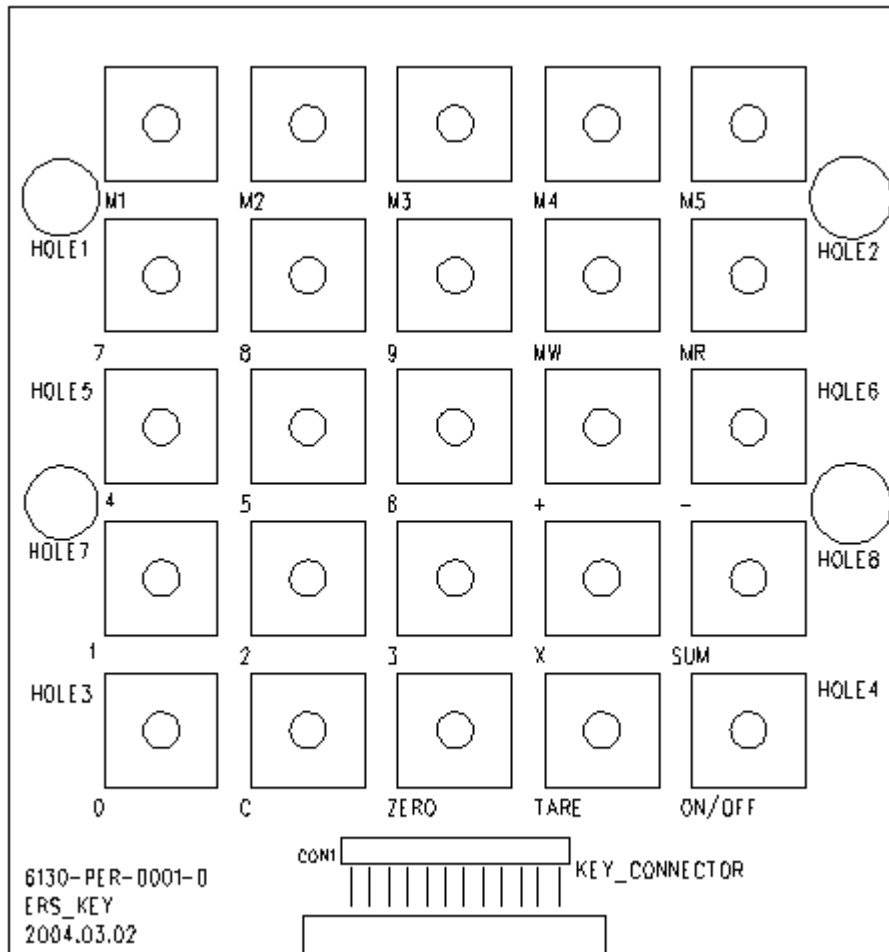 M1 M2 M3 M4 M5
HOLE1 HOLE2
7 8 9 MW MR
HOLE5 HOLE6
4 5 6 + -
HOLE7 HOLE8
1 2 3 X SUM
HOLE3 HOLE4
0 C ZERO TARE ON/OFF
CON1 KEY_CONNECTOR
6130-PER-0001-0
ERS_KEY
2004.03.02